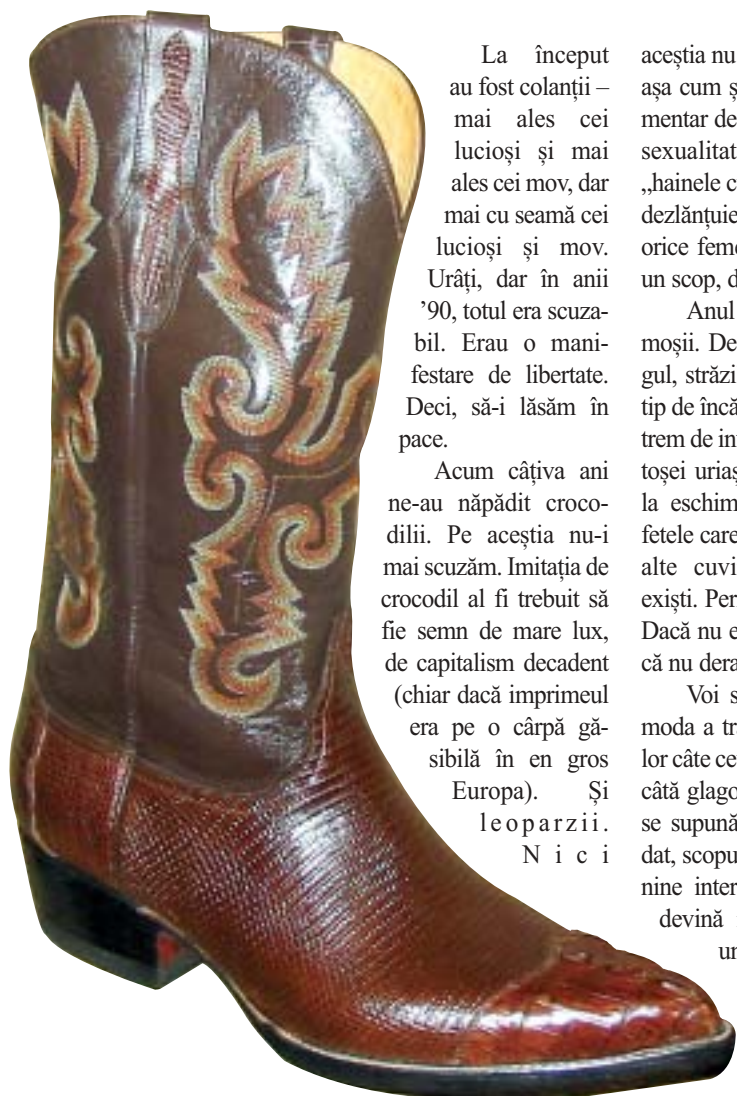 La început
au fost colanții –
mai ales cei
lucioși și mai
ales cei mov, dar
mai cu seamă cei
lucioși și mov.
Urâți, dar în anii
’90, totul era scuza-
bil. Erau o mani-
festare de libertate.
Deci, să-i lăsăm în
pace.
Acum câțiva ani
ne-au năpădit croco-
dilii. Pe aceștia nu-i
mai scuzăm. Imitația de
crocodil al fi trebuit să
fie semn de mare lux,
de capitalism decadent
(chiar dacă imprimeul
era pe o cârpă gă-
sibilă în en gros
Europa). Și
leoparzii.
Nici
aceștia nu
așa cum ș
mentar de
sexualitat
„hainele c
dezlănțuie
orice feme
un scop, d
Anul
moșii. De
gul, străzi
tip de încă
trem de in
toșei uriaș
la eschim
fetele care
alte cuvi
exiști. Per
Dacă nu e
că nu dera
Voi s
moda a tr
lor câte ce
câtă glago
se supună
dat, scopu
nine inter
devină
un